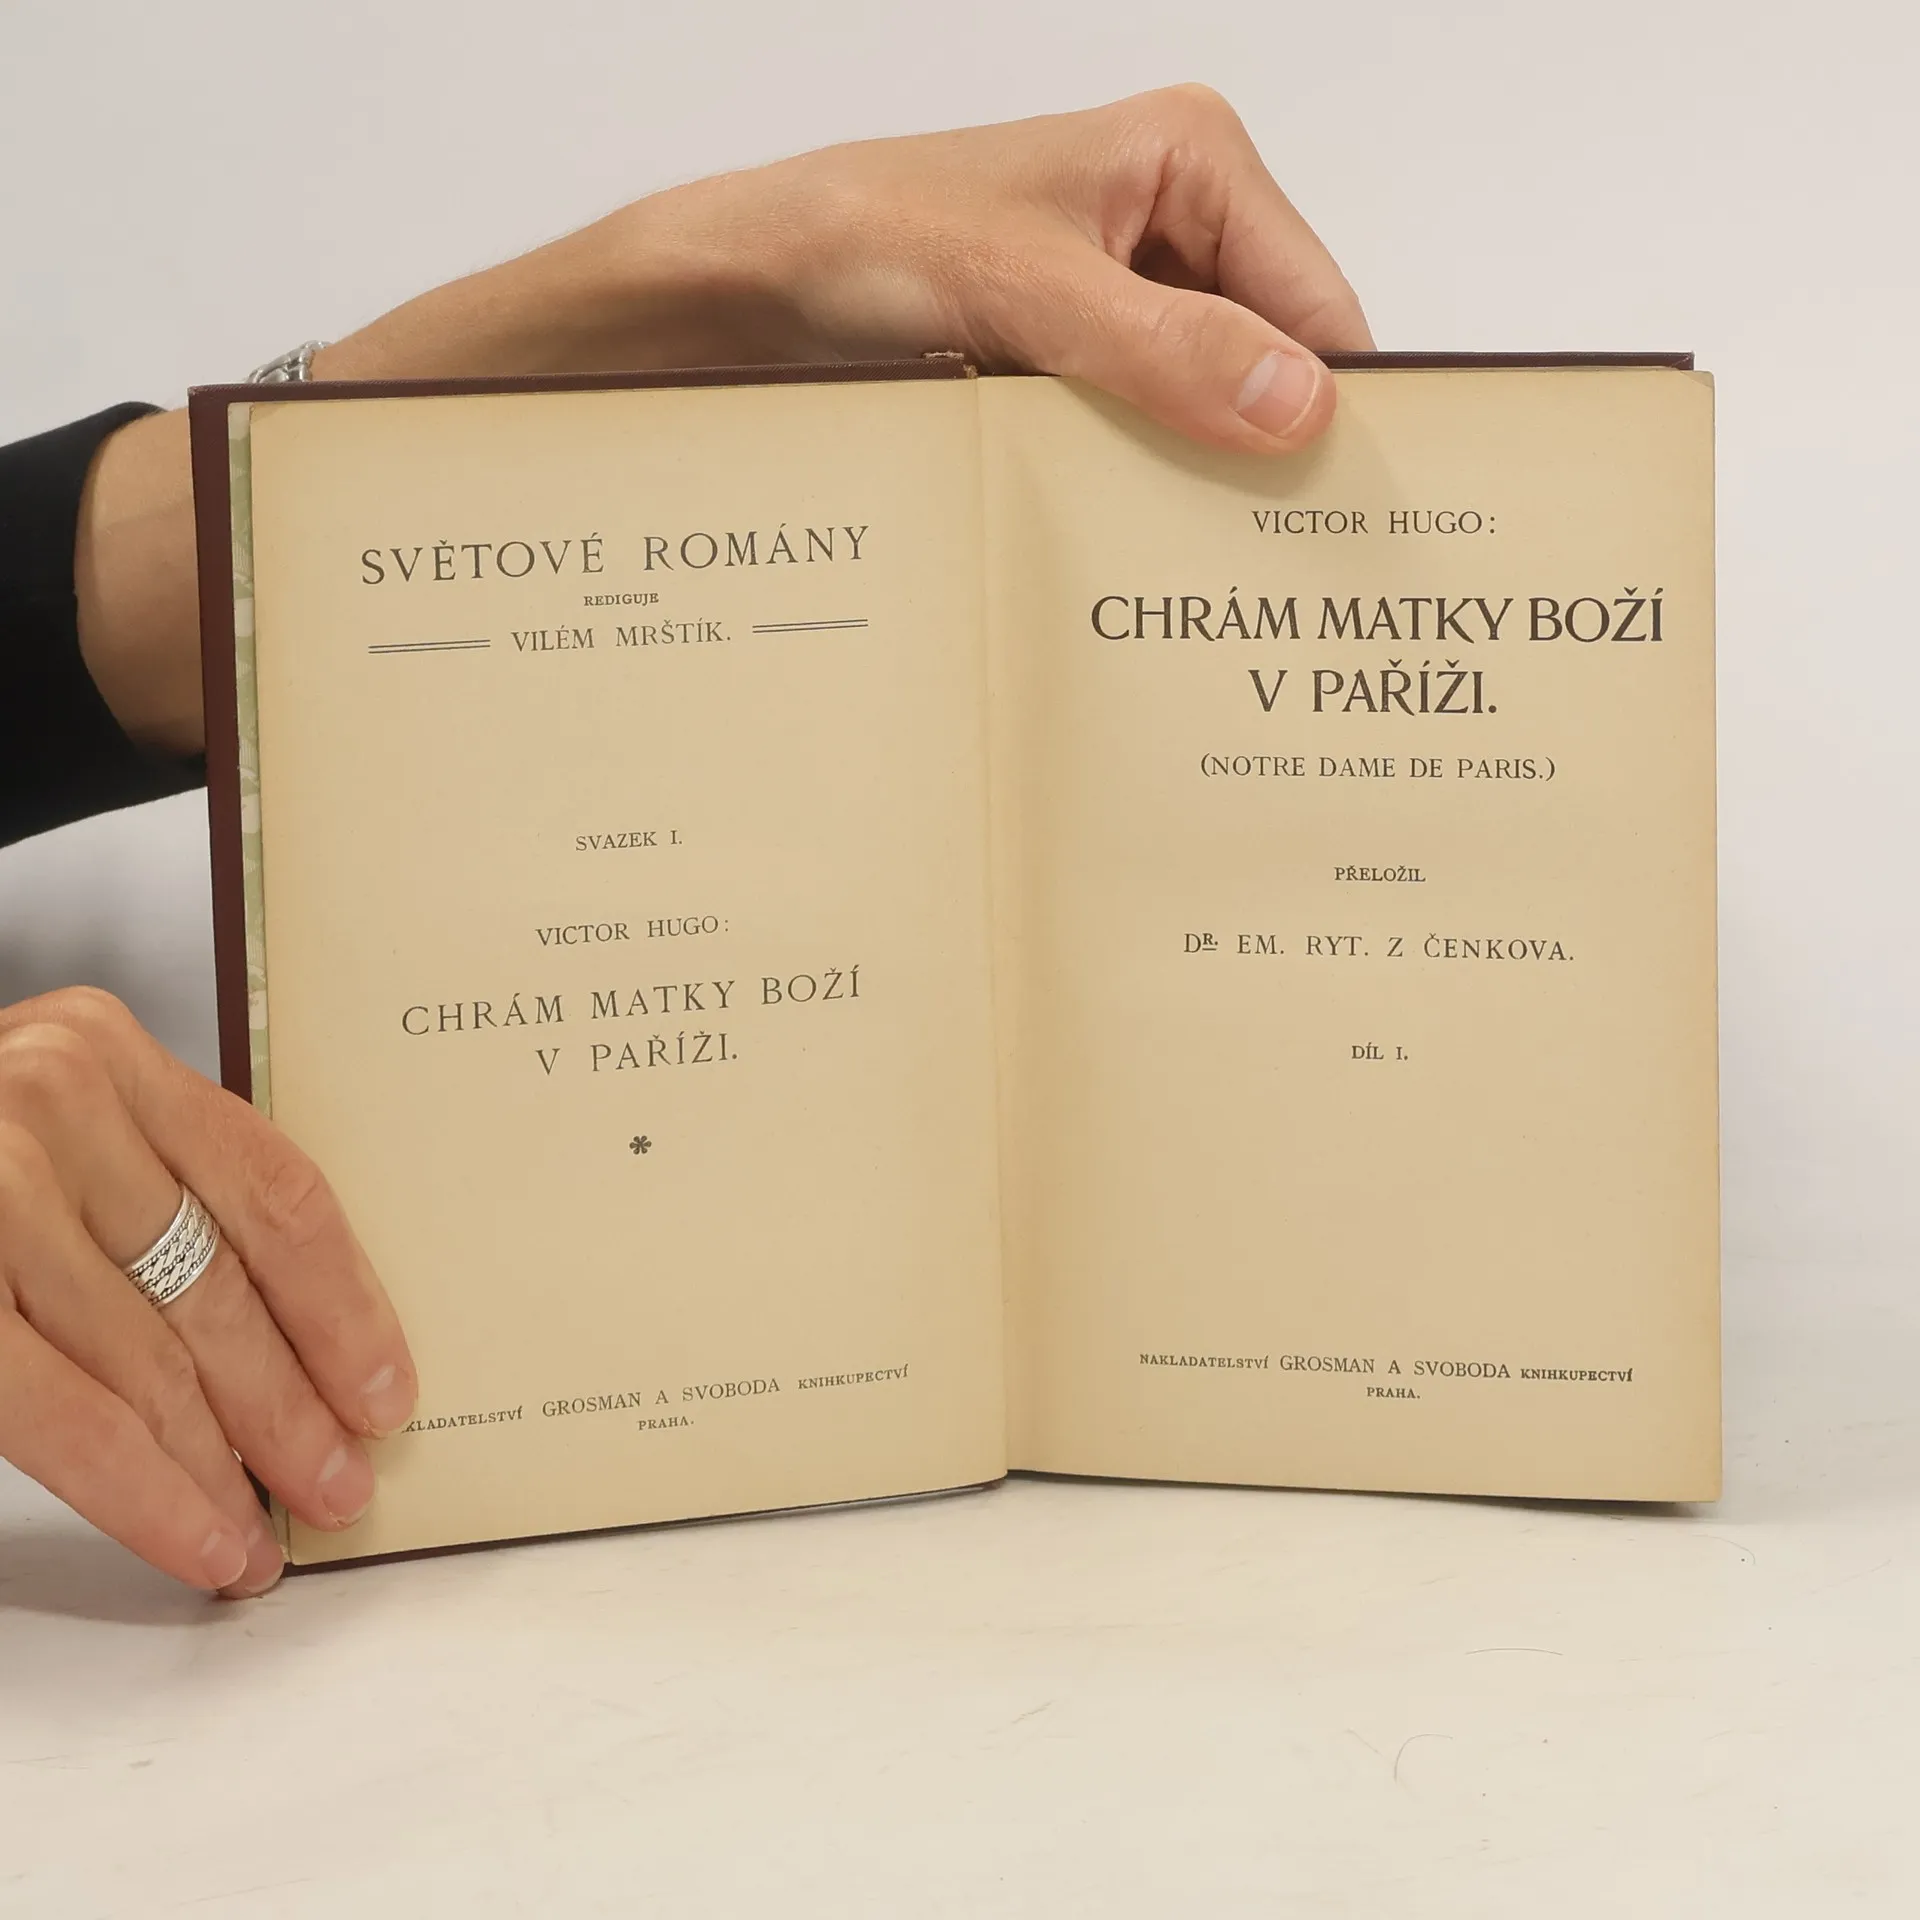 SVĚTOVÉ ROMÁNY
REDIGUJE
VILÉM MRŠTÍK.
SVAZEK I.
VICTOR HUGO:
CHRÁM MATKY BOŽÍ
V PAŘÍŽI.
*
GROSMAN A SVOBODA KNIHKUPECTVÍ
PRAHA.
VICTOR HUGO:
CHRÁM MATKY BOŽÍ
V PAŘÍŽI.
(NOTRE DAME DE PARIS.)
PŘELOŽIL
DR. EM. RYT. Z ČENKOVA.
DÍL I.
NAKLADATELSTVÍ GROSMAN A SVOBODA KNIHKUPECTVÍ
PRAHA.